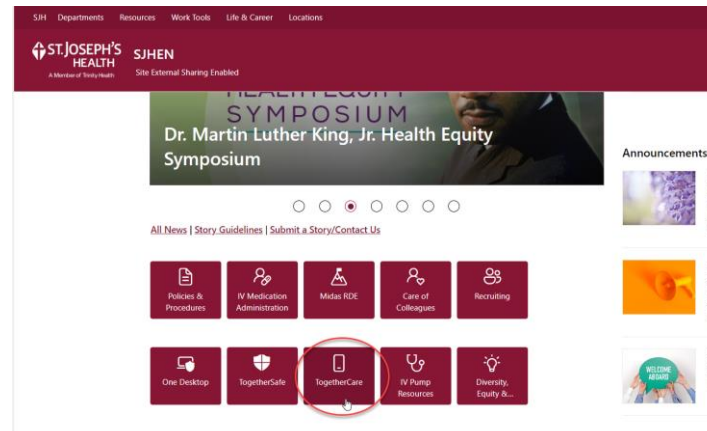 SJH Departments Resources Work Tools Life & Career Locations
ST. JOSEPH'S
HEALTH
A Member of Trinity Health
SJHEN
Site External Sharing Enabled
HEALTH EQUITY
SYMPOSIUM
Dr. Martin Luther King, Jr. Health Equity
Symposium
Announcements
All News | Story Guidelines | Submit a Story/Contact Us
Policies &
Procedures
IV Medication
Administration
Midas RDE
Care of
Colleagues
Recruiting
One Desktop
TogetherSafe
TogetherCare
IV Pump
Resources
Diversity,
Equity &...
WELCOME
ABOARD